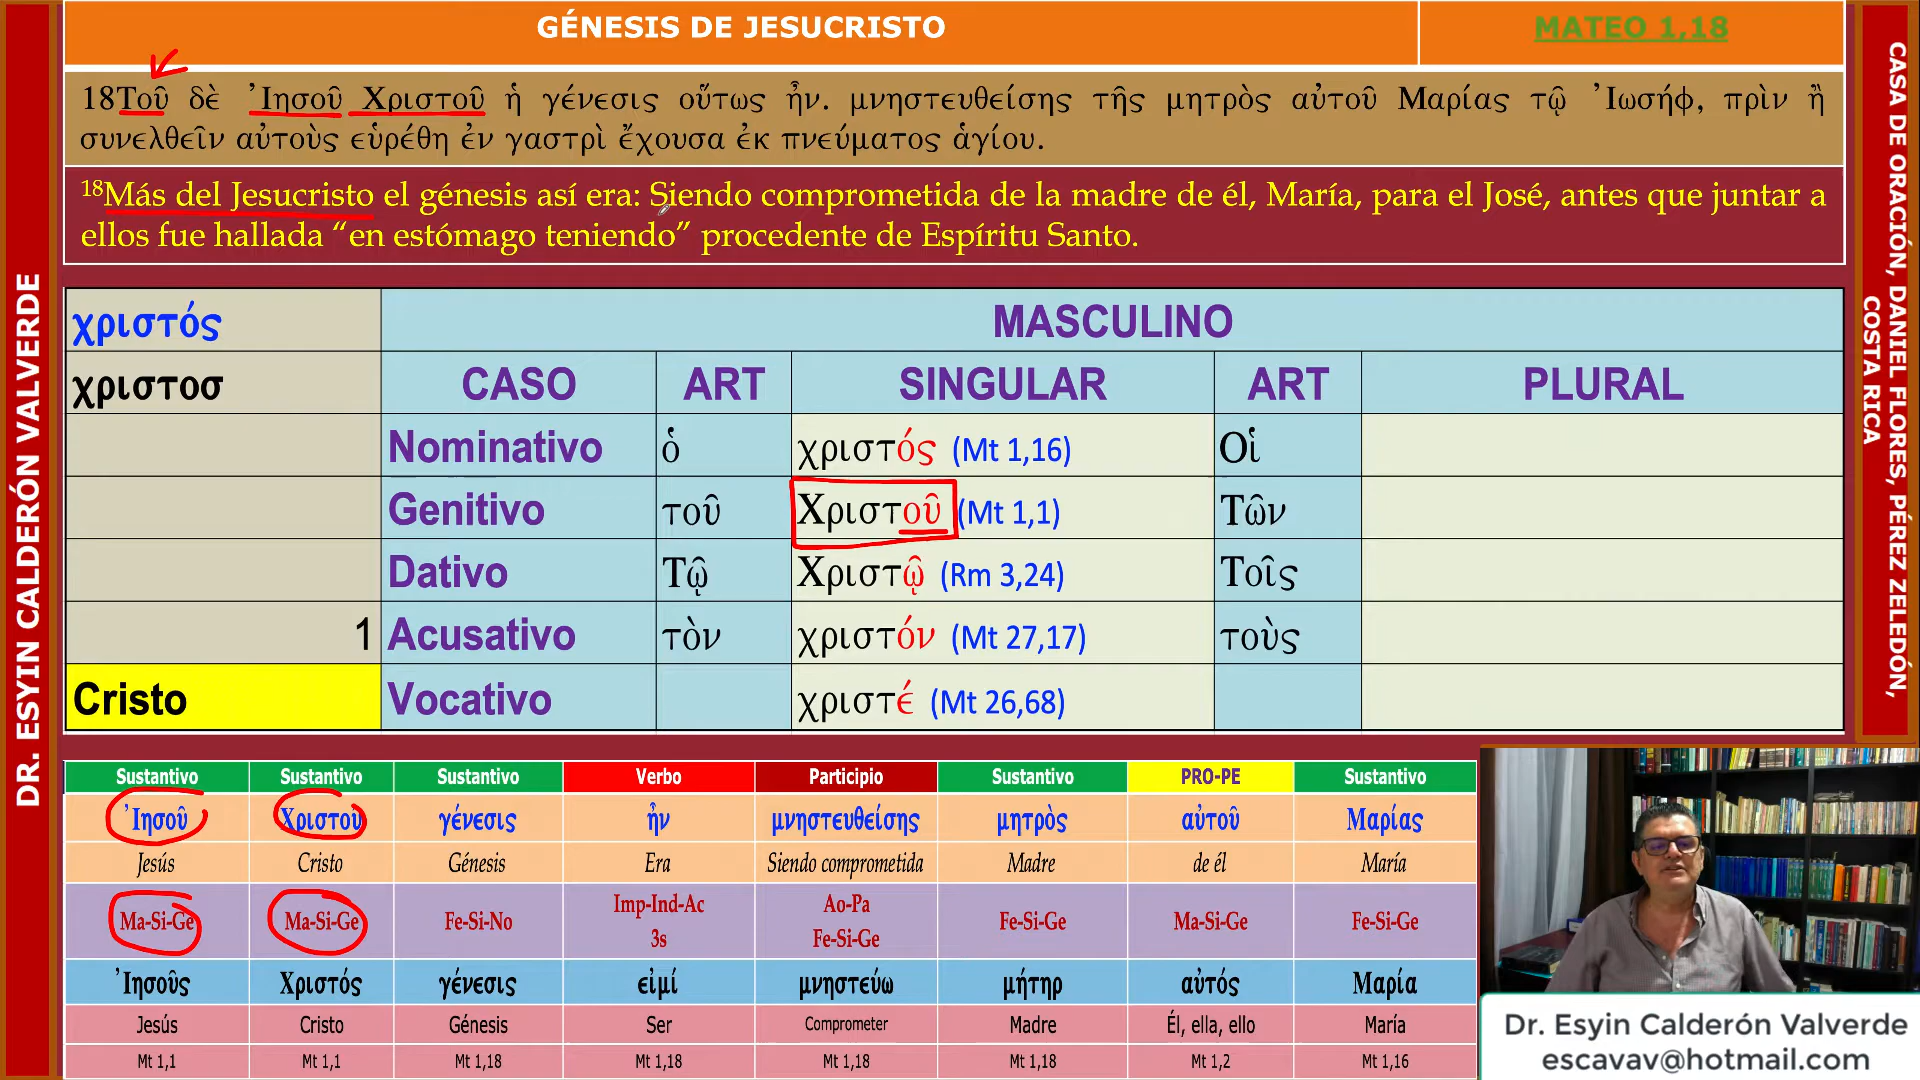 GÉNESIS DE JESUCRISTO
MATEO 1,18
18Τοῦ δὲ Ἰησοῦ Χριστοῦ ἡ γένεσις οὕτως ἦν. μνηστευθείσης τῆς μητρὸς αὐτοῦ Μαρίας τῷ Ἰωσήφ, πρὶν ἢ
συνελθεῖν αὐτοὺς εὑρέθη ἐν γαστρὶ ἔχουσα ἐκ πνεύματος ἁγίου.
18Más del Jesucristo el génesis así era: Siendo comprometida de la madre de él, María, para el José, antes que juntar a
ellos fue hallada “en estómago teniendo” procedente de Espíritu Santo.
χριστός MASCULINO
χριστοσ CASO ART SINGULAR ART PLURAL
Nominativo ὁ χριστός (Mt 1,16) Οἱ
Genitivo τοῦ Χριστοῦ (Mt 1,1) Τῶν
Dativo Τῷ Χριστῷ (Rm 3,24) Τοῖς
1 Acusativo τὸν χριστόν (Mt 27,17) τοὺς
Cristo Vocativo χριστέ (Mt 26,68)
Sustantivo Sustantivo Sustantivo Verbo Participio Sustantivo PRO-PE Sustantivo
Ἰησοῦ Χριστοῦ γένεσις ἦν μνηστευθείσης μητρὸς αὐτοῦ Μαρίας
Jesús Cristo Génesis Era Siendo comprometida Madre de él María
Ma-Si-Ge Ma-Si-Ge Fe-Si-No Imp-Ind-Ac Ao-Pa Fe-Si-Ge Ma-Si-Ge Fe-Si-Ge
3s Fe-Si-Ge
Ἰησοῦς Χριστός γένεσις εἰμί μνηστεύω μήτηρ αὐτός Μαρία
Jesús Cristo Génesis Ser Comprometer Madre Él, ella, ello María
Mt 1,1 Mt 1,1 Mt 1,18 Mt 1,18 Mt 1,18 Mt 1,18 Mt 1,2 Mt 1,16
DR. ESYIN CALDERÓN VALVERDE
CASA DE ORACIÓN, DANIEL FLORES, PÉREZ ZELEDÓN,
COSTA RICA
Dr. Esyin Calderón Valverde
escavav@hotmail.com